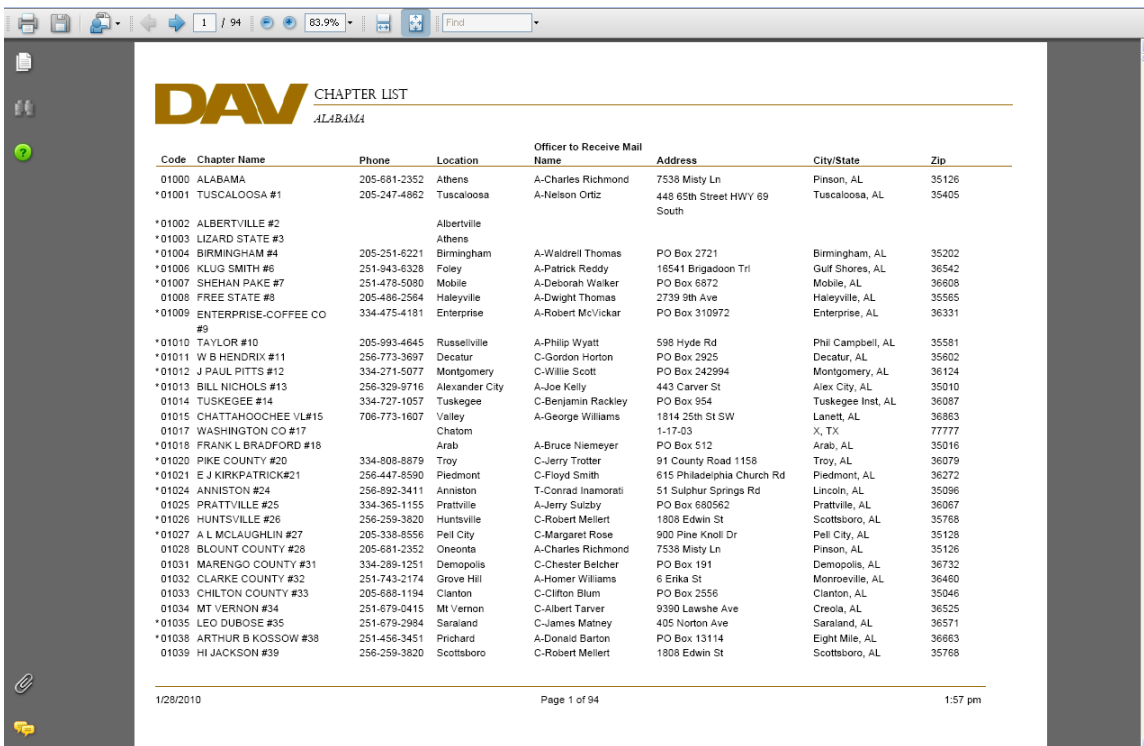 1 / 94 83.9% Find
DAV CHAPTER LIST
ALABAMA
Officer to Receive Mail
Code Chapter Name Phone Location Name Address City/State Zip
01000 ALABAMA 205-681-2352 Athens A-Charles Richmond 7538 Misty Ln Pinson, AL 35126
*01001 TUSCALOOSA #1 205-247-4862 Tuscaloosa A-Nelson Ortiz 448 65th Street HWY 69 Tuscaloosa, AL 35405
South
*01002 ALBERTVILLE #2 Albertville
*01003 LIZARD STATE #3 Athens
*01004 BIRMINGHAM #4 205-251-6221 Birmingham A-Waldrell Thomas PO Box 2721 Birmingham, AL 35202
*01006 KLUG SMITH #6 251-943-6328 Foley A-Patrick Reddy 16541 Brigadoon Trl Gulf Shores, AL 36542
*01007 SHEHAN PAKE #7 251-478-5080 Mobile A-Deborah Walker PO Box 6872 Mobile, AL 36608
01008 FREE STATE #8 205-486-2564 Haleyville A-Dwight Thomas 2739 9th Ave Haleyville, AL 35565
*01009 ENTERPRISE-COFFEE CO 334-475-4181 Enterprise A-Robert McVickar PO Box 310972 Enterprise, AL 36331
#9
*01010 TAYLOR #10 205-993-4645 Russellville A-Philip Wyatt 598 Hyde Rd Phil Campbell, AL 35581
*01011 W B HENDRIX #11 256-773-3697 Decatur C-Gordon Horton PO Box 2925 Decatur, AL 35602
*01012 J PAUL PITTS #12 334-271-5077 Montgomery C-Willie Scott PO Box 242994 Montgomery, AL 36124
*01013 BILL NICHOLS #13 256-329-9716 Alexander City A-Joe Kelly 443 Carver St Alex City, AL 35010
01014 TUSKEGEE #14 334-727-1057 Tuskegee C-Benjamin Rackley PO Box 954 Tuskegee Inst, AL 36087
01015 CHATTAHOOCHEE VL#15 706-773-1607 Valley A-George Williams 1814 25th St SW Lanett, AL 36863
01017 WASHINGTON CO #17 Chatom 1-17-03 X, TX 77777
*01018 FRANK L BRADFORD #18 Arab A-Bruce Niemeyer PO Box 512 Arab, AL 35016
*01020 PIKE COUNTY #20 334-808-8879 Troy C-Jerry Trotter 91 County Road 1158 Troy, AL 36079
*01021 E J KIRKPATRICK#21 256-447-8590 Piedmont C-Floyd Smith 615 Philadelphia Church Rd Piedmont, AL 36272
*01024 ANNISTON #24 256-892-3411 Anniston T-Conrad Inamorati 51 Sulphur Springs Rd Lincoln, AL 35096
01025 PRATTVILLE #25 334-365-1155 Prattville A-Jerry Sulzby PO Box 680562 Prattville, AL 36067
*01026 HUNTSVILLE #26 256-259-3820 Huntsville C-Robert Mellert 1808 Edwin St Scottsboro, AL 35768
*01027 A L MCLAUGHLIN #27 205-338-8556 Pell City C-Margaret Rose 900 Pine Knoll Dr Pell City, AL 35128
01028 BLOUNT COUNTY #28 205-681-2352 Oneonta A-Charles Richmond 7538 Misty Ln Pinson, AL 35126
01031 MARENGO COUNTY #31 334-289-1251 Demopolis C-Chester Belcher PO Box 191 Demopolis, AL 36732
01032 CLARKE COUNTY #32 251-743-2174 Grove Hill A-Homer Williams 6 Erika St Monroeville, AL 36460
01033 CHILTON COUNTY #33 205-688-1194 Clanton C-Clifton Blum PO Box 2556 Clanton, AL 35046
01034 MT VERNON #34 251-679-0415 Mt Vernon C-Albert Tarver 9390 Lawshe Ave Creola, AL 36525
*01035 LEO DUBOSE #35 251-679-2984 Saraland C-James Matney 405 Norton Ave Saraland, AL 36571
*01038 ARTHUR B KOSSOW #38 251-456-3451 Prichard A-Donald Barton PO Box 13114 Eight Mile, AL 36663
01039 HI JACKSON #39 256-259-3820 Scottsboro C-Robert Mellert 1808 Edwin St Scottsboro, AL 35768
1/28/2010 Page 1 of 94 1:57 pm